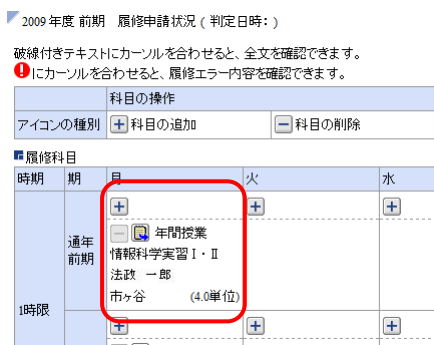 2009年度 前期 履修申請状況 ( 判定日時: )
破線付きテキストにカーソルを合わせると、全文を確認できます。
にカーソルを合わせると、履修エラー内容を確認できます。
科目の操作
アイコンの種別 科目の追加 科目の削除
履修科目
時期 期 月 火 水
1時限
通年
前期
年間授業
情報科学実習Ⅰ・Ⅱ
法政 一郎
市ヶ谷 (4.0単位)